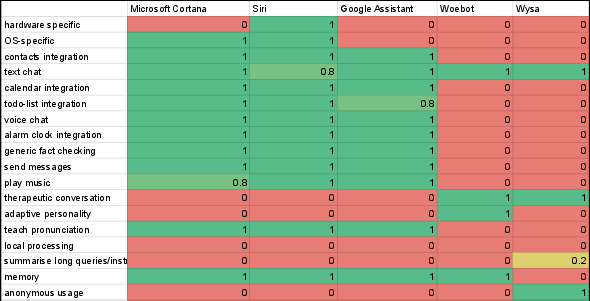 Microsoft Cortana Siri Google Assistant Woebot Wysa
hardware specific 0 1 0 0 0
OS-specific 1 1 0 0 0
contacts integration 1 1 1 0 0
text chat 1 0.8 1 1 1
calendar integration 1 1 1 0 0
todo-list integration 1 1 0.8 0 0
voice chat 1 1 1 0 0
alarm clock integration 1 1 1 0 0
generic fact checking 1 1 1 0 0
send messages 1 1 1 0 0
play music 0.8 1 1 0 0
therapeutic conversation 0 0 0 1 1
adaptive personality 0 0 0 1 0
teach pronunciation 1 1 1 0 0
local processing 0 0 0 0 0
summarise long queries/inst 0 0 0 0 0.2
memory 1 1 1 1 0
anonymous usage 0 0 0 0 1